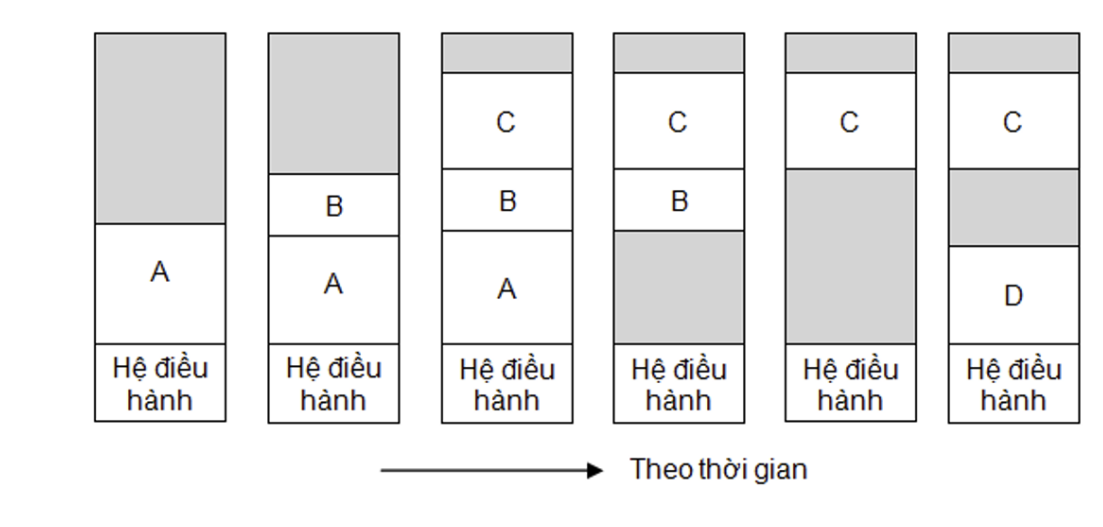 A
Hệ điều
hành
B
A
Hệ điều
hành
C
B
A
Hệ điều
hành
C
B
Hệ điều
hành
C
Hệ điều
hành
C
D
Hệ điều
hành
Theo thời gian